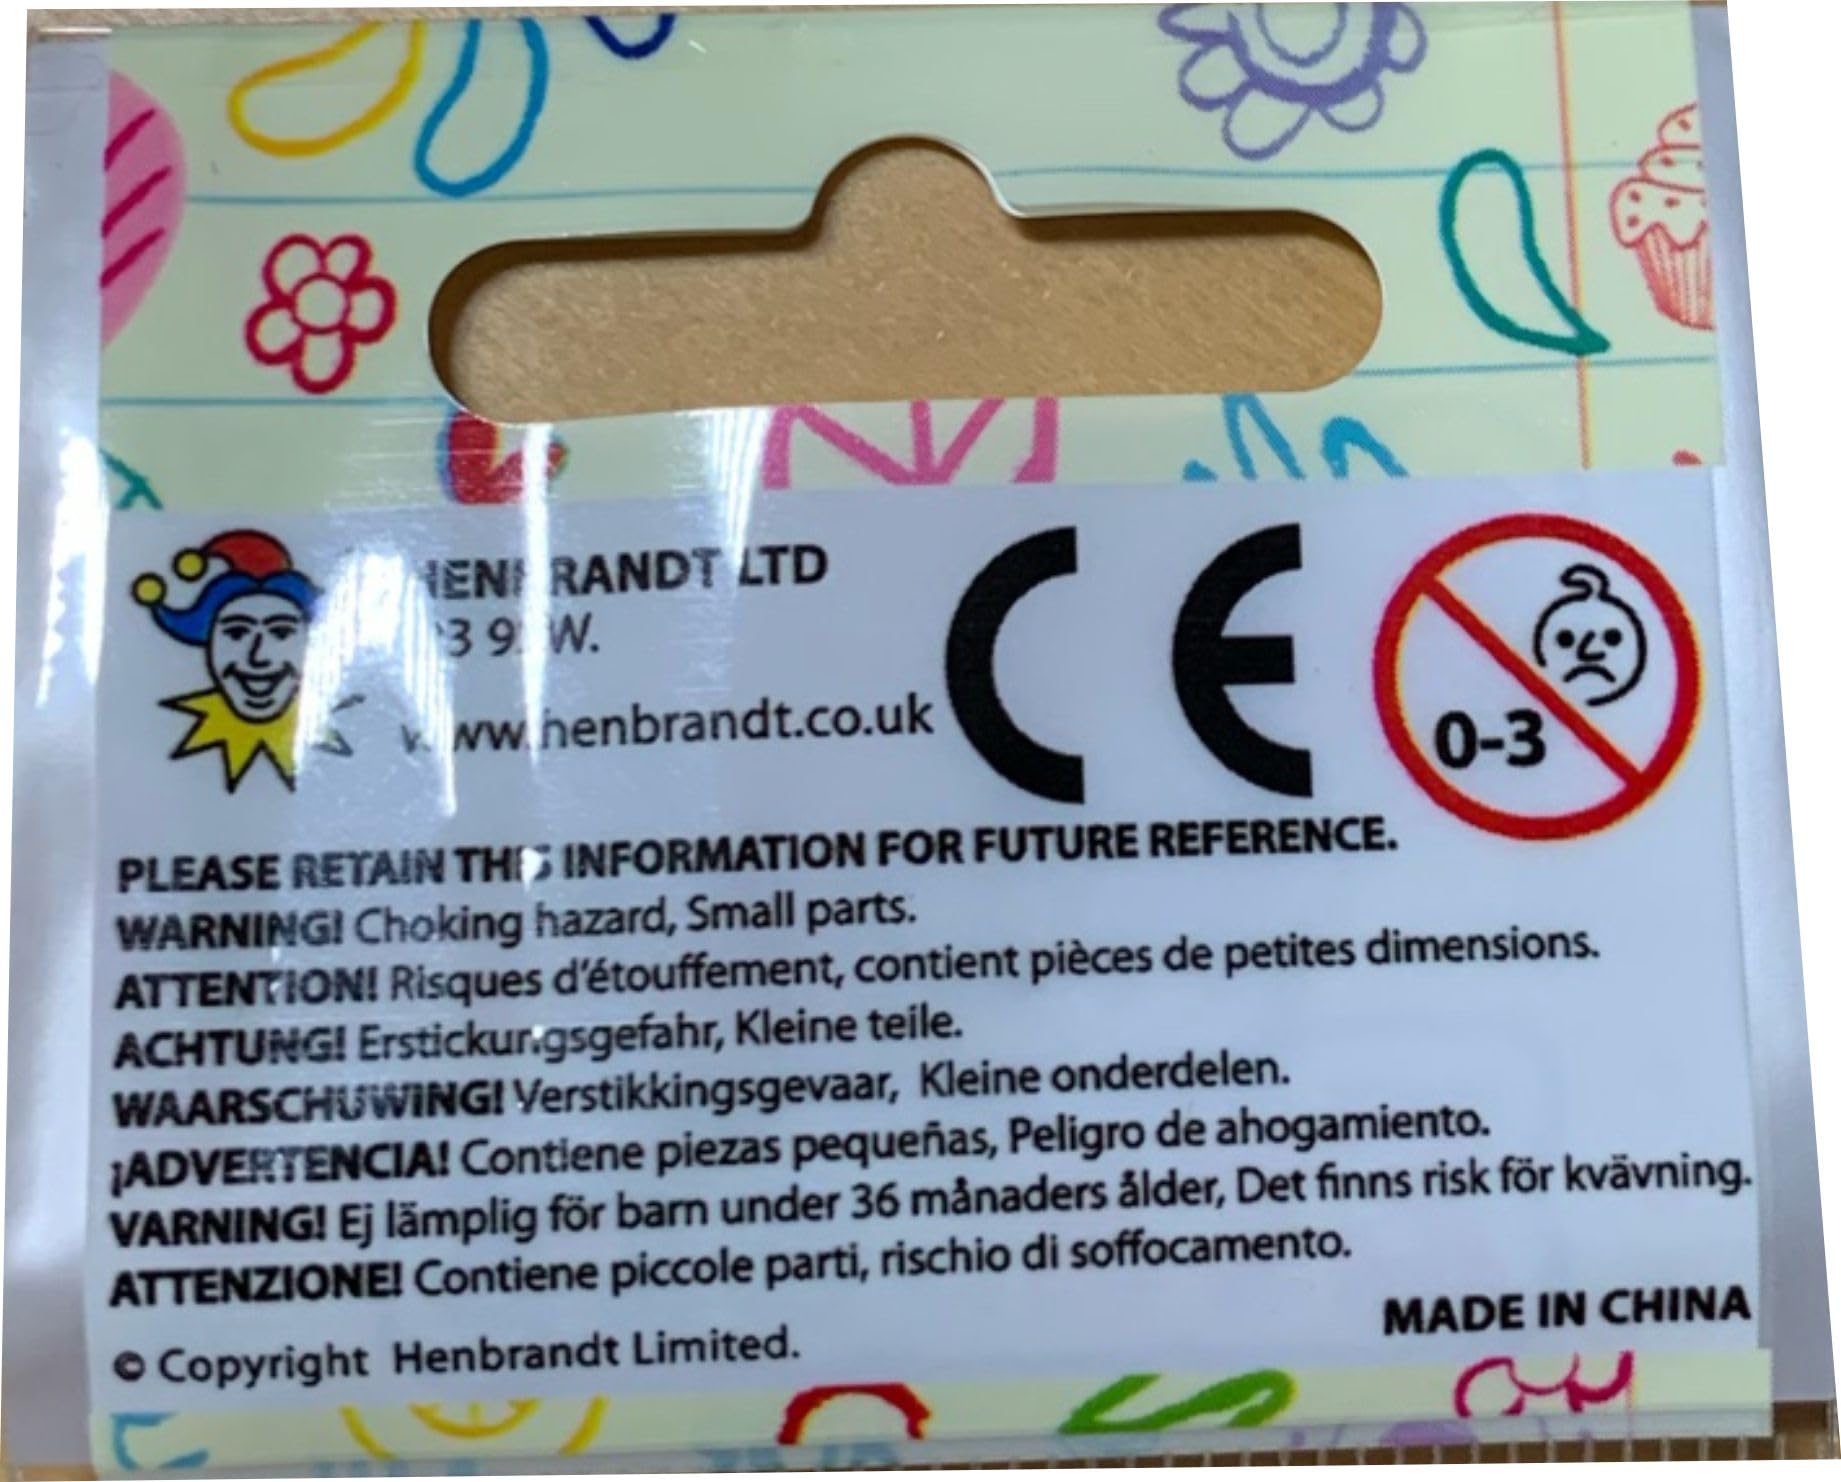 HENBRANDT LTD
www.henbrandt.co.uk
CE
0-3
PLEASE RETAIN THIS INFORMATION FOR FUTURE REFERENCE.
WARNING! Choking hazard, Small parts.
ATTENTION! Risques d'étouffement, contient pièces de petites dimensions.
ACHTUNG! Erstickungsgefahr, Kleine teile.
WAARSCHUWING! Verstikkingsgevaar, Kleine onderdelen.
¡ADVERTENCIA! Contiene piezas pequeñas, Peligro de ahogamiento.
VARNING! Ej lämplig för barn under 36 månaders ålder, Det finns risk för kvävning.
ATTENZIONE! Contiene piccole parti, rischio di soffocamento.
MADE IN CHINA
© Copyright Henbrandt Limited.